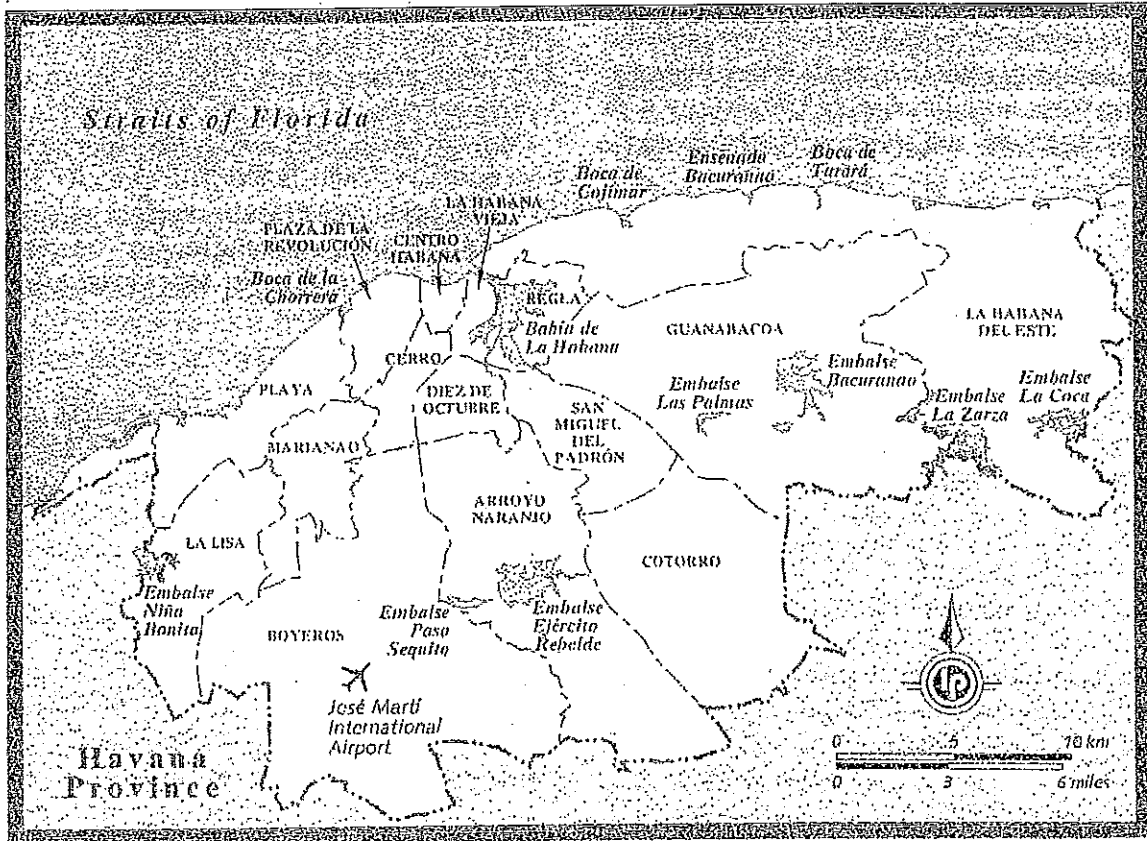 Straits of Florida
Boca de
Cojímar
Ensenada
Bacuranao
Boca de
Tarará
LA HABANA
VIEJA
PLAZA DE LA
REVOLUCIÓN
CENTRO
HABANA
Boca de la
Chorrera
REGLA
Bahía de
La Habana
GUANABACOA
LA HABANA
DEL ESTE
CERRO
PLAYA
DIEZ DE
OCTUBRE
Embalse
Bacuranao
Embalse
Las Palmas
Embalse
La Zarza
Embalse
La Coca
SAN
MIGUEL
DEL
PADRÓN
MARIANAO
ARROYO
NARANJO
LA LISA
COTORRO
Embalse
Niña
Bonita
BOYEROS
Embalse
Paso
Sequito
Embalse
Ejército
Rebelde
José Martí
International
Airport
Havana
Province
0 5 10 km
0 3 6 miles